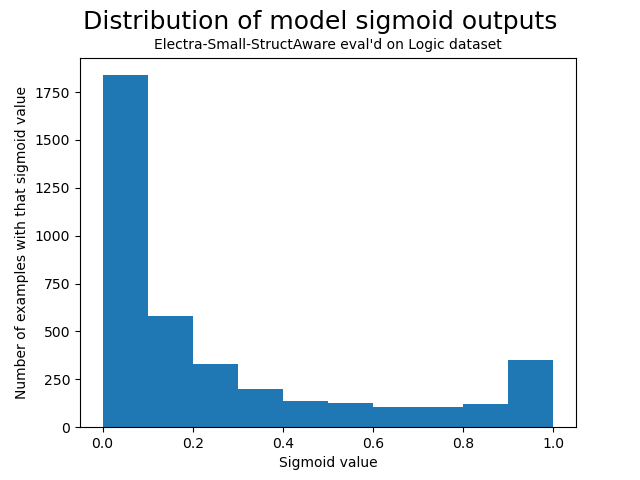 Distribution of model sigmoid outputs
Electra-Small-StructAware eval'd on Logic dataset
Number of examples with that sigmoid value
1750
1500
1250
1000
750
500
250
0
0.0 0.2 0.4 0.6 0.8 1.0
Sigmoid value